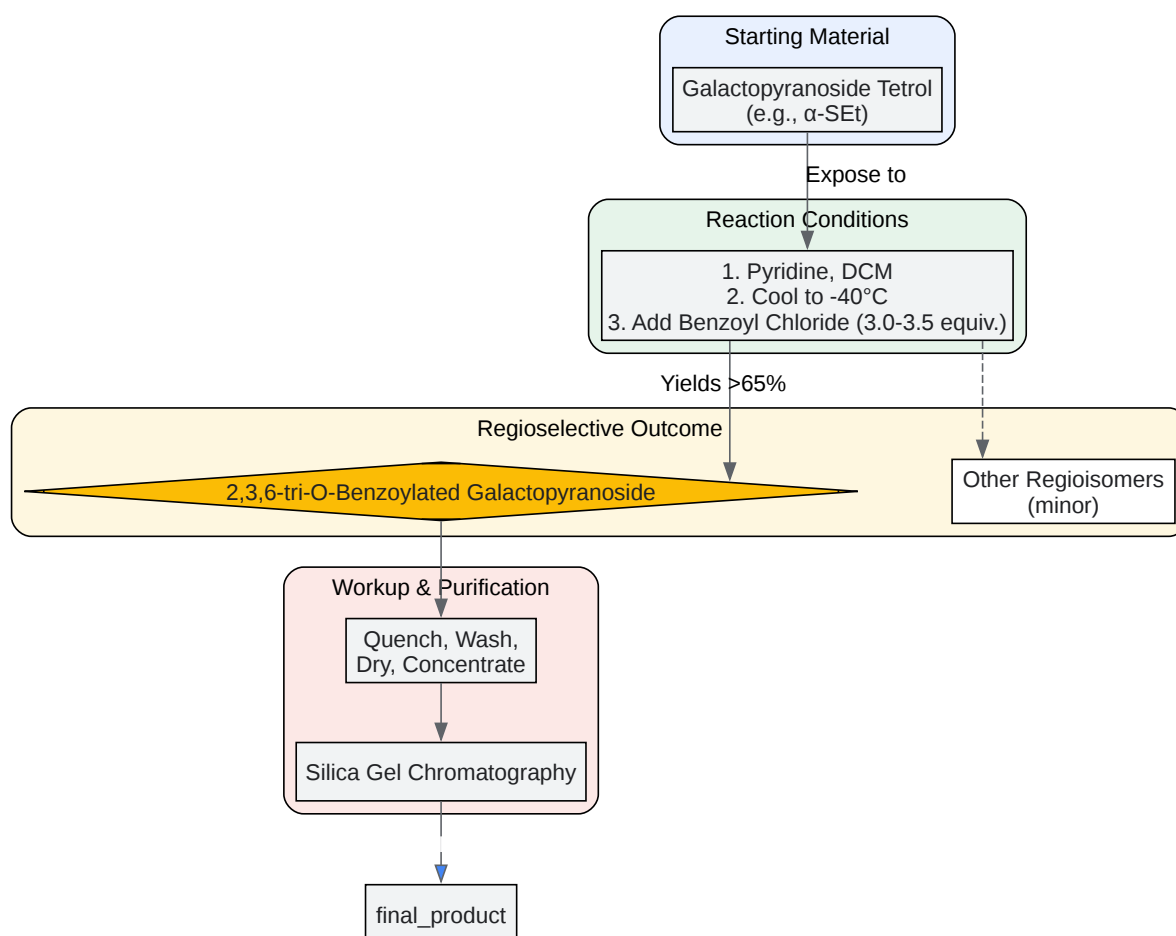 Starting Material
Galactopyranoside Tetrol
(e.g., α-SEt)
Expose to
Reaction Conditions
1. Pyridine, DCM
2. Cool to -40°C
3. Add Benzoyl Chloride (3.0-3.5 equiv.)
Yields >65%
Regioselective Outcome
2,3,6-tri-O-Benzoylated Galactopyranoside
Other Regioisomers
(minor)
Workup & Purification
Quench, Wash,
Dry, Concentrate
Silica Gel Chromatography
final_product